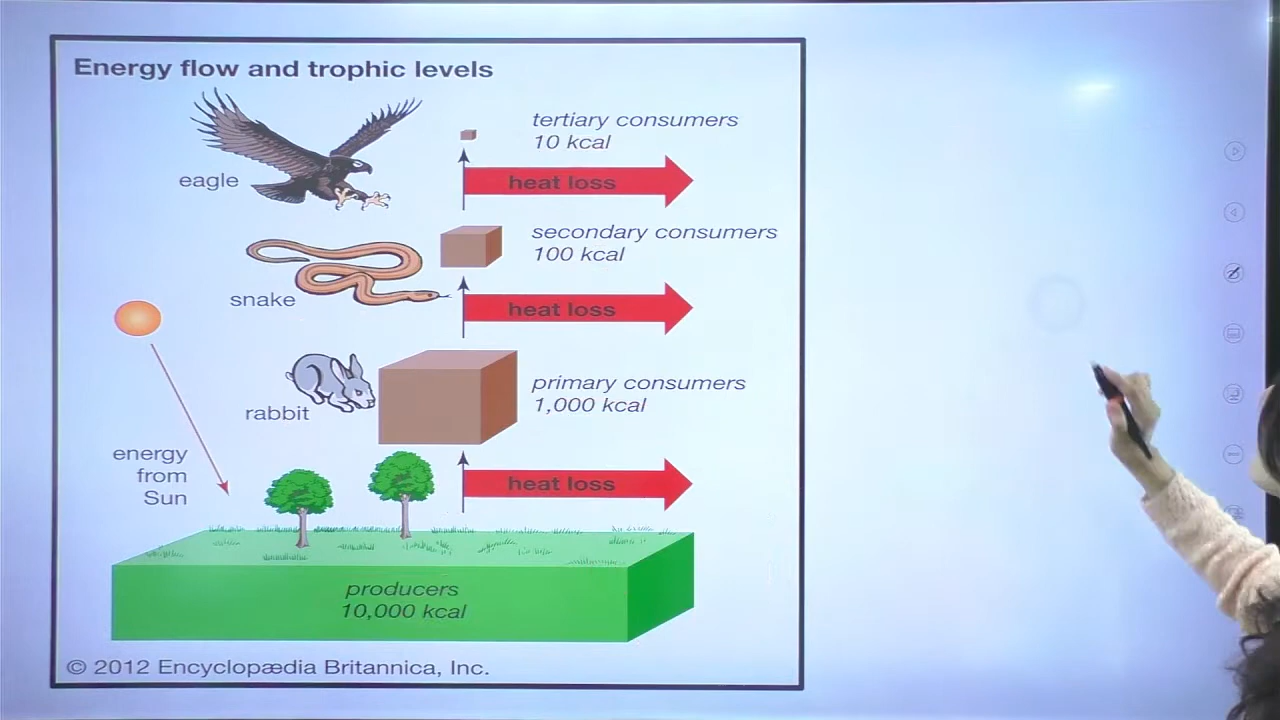 Energy flow and trophic levels
tertiary consumers
10 kcal
heat loss
eagle
secondary consumers
100 kcal
heat loss
snake
primary consumers
1,000 kcal
rabbit
energy
from
Sun
heat loss
producers
10,000 kcal
© 2012 Encyclopædia Britannica, Inc.